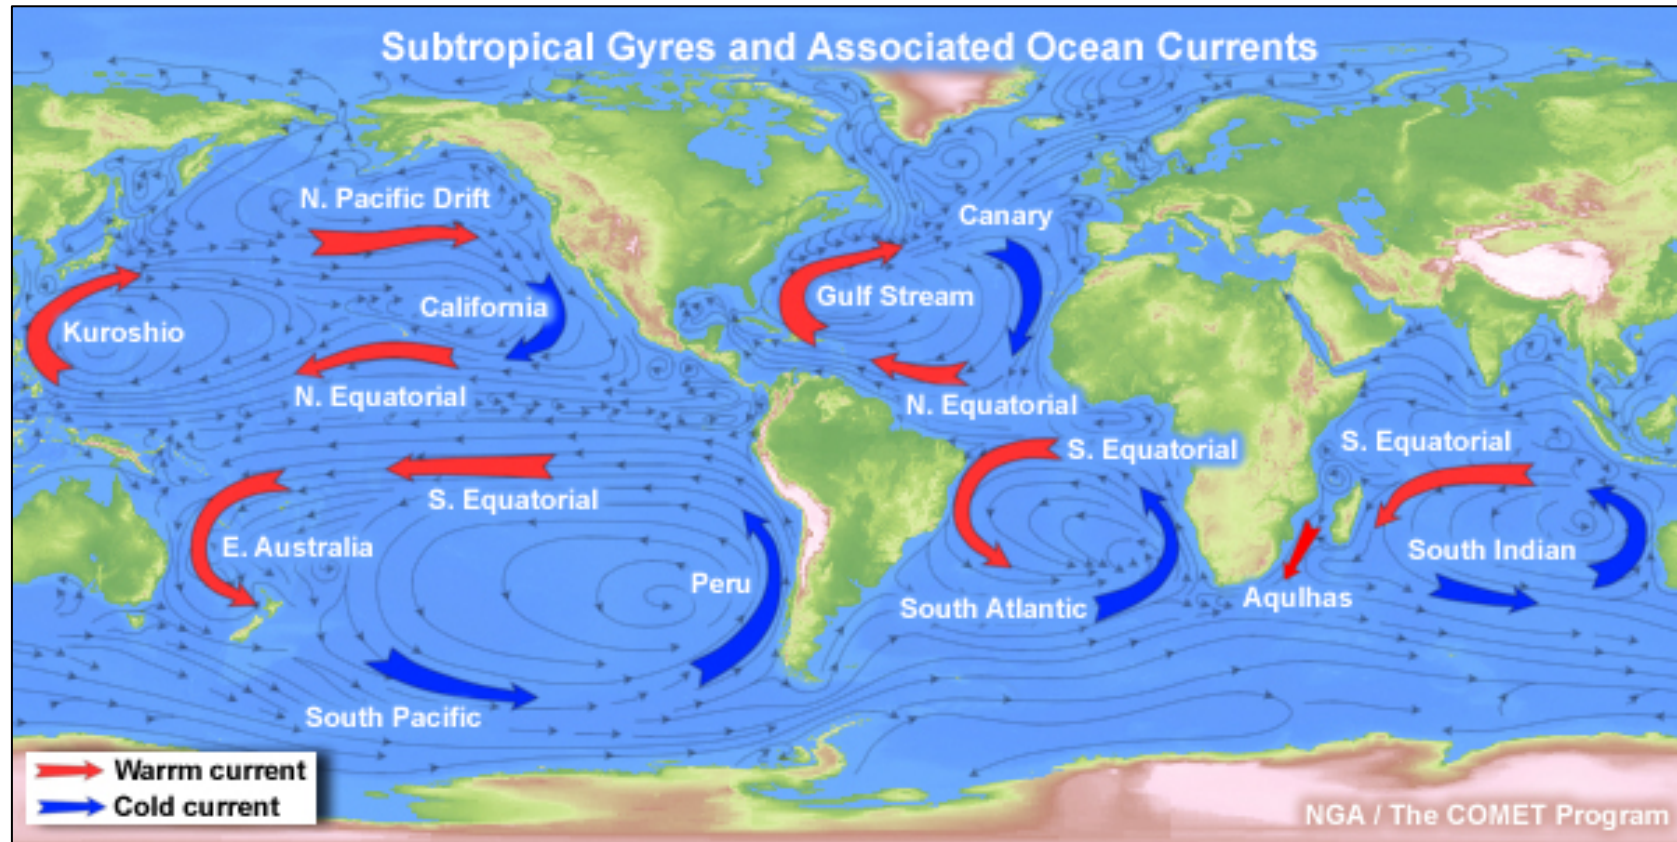 Subtropical Gyres and Associated Ocean Currents
N. Pacific Drift
Canary
California
Gulf Stream
Kuroshio
N. Equatorial
N. Equatorial
S. Equatorial
S. Equatorial
S. Equatorial
E. Australia
South Indian
Peru
South Atlantic
Aqulhas
South Pacific
Warrm current
Cold current
NGA / The COMET Program